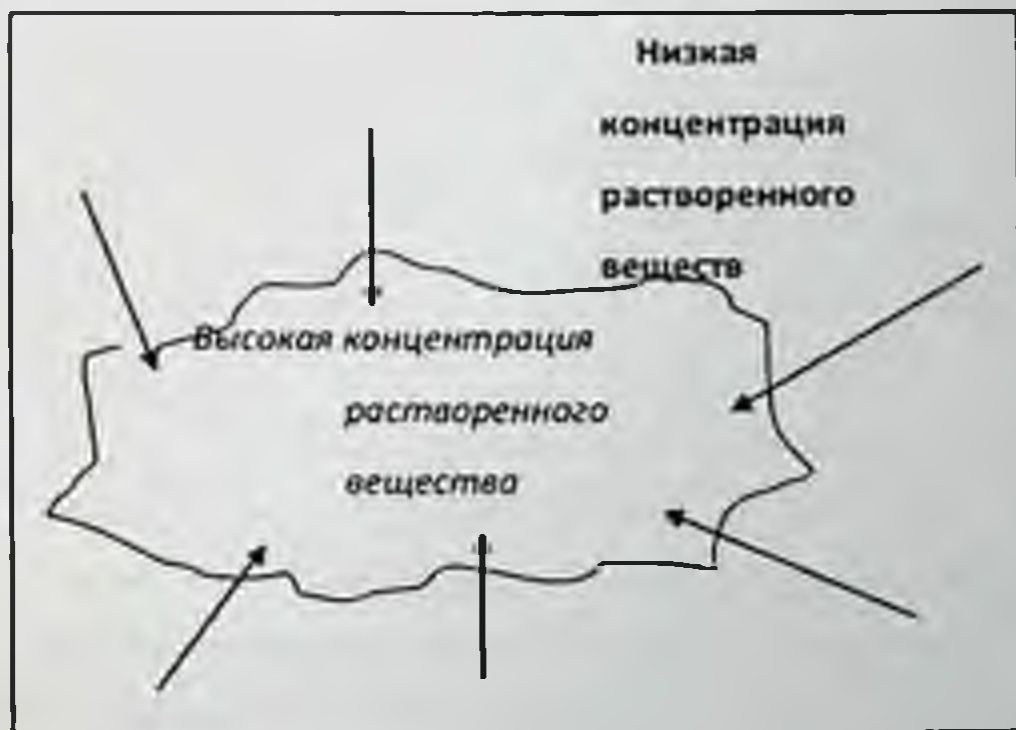 Низкая
концентрация
растворенного
веществ
Высокая концентрация
растворенного
вещества